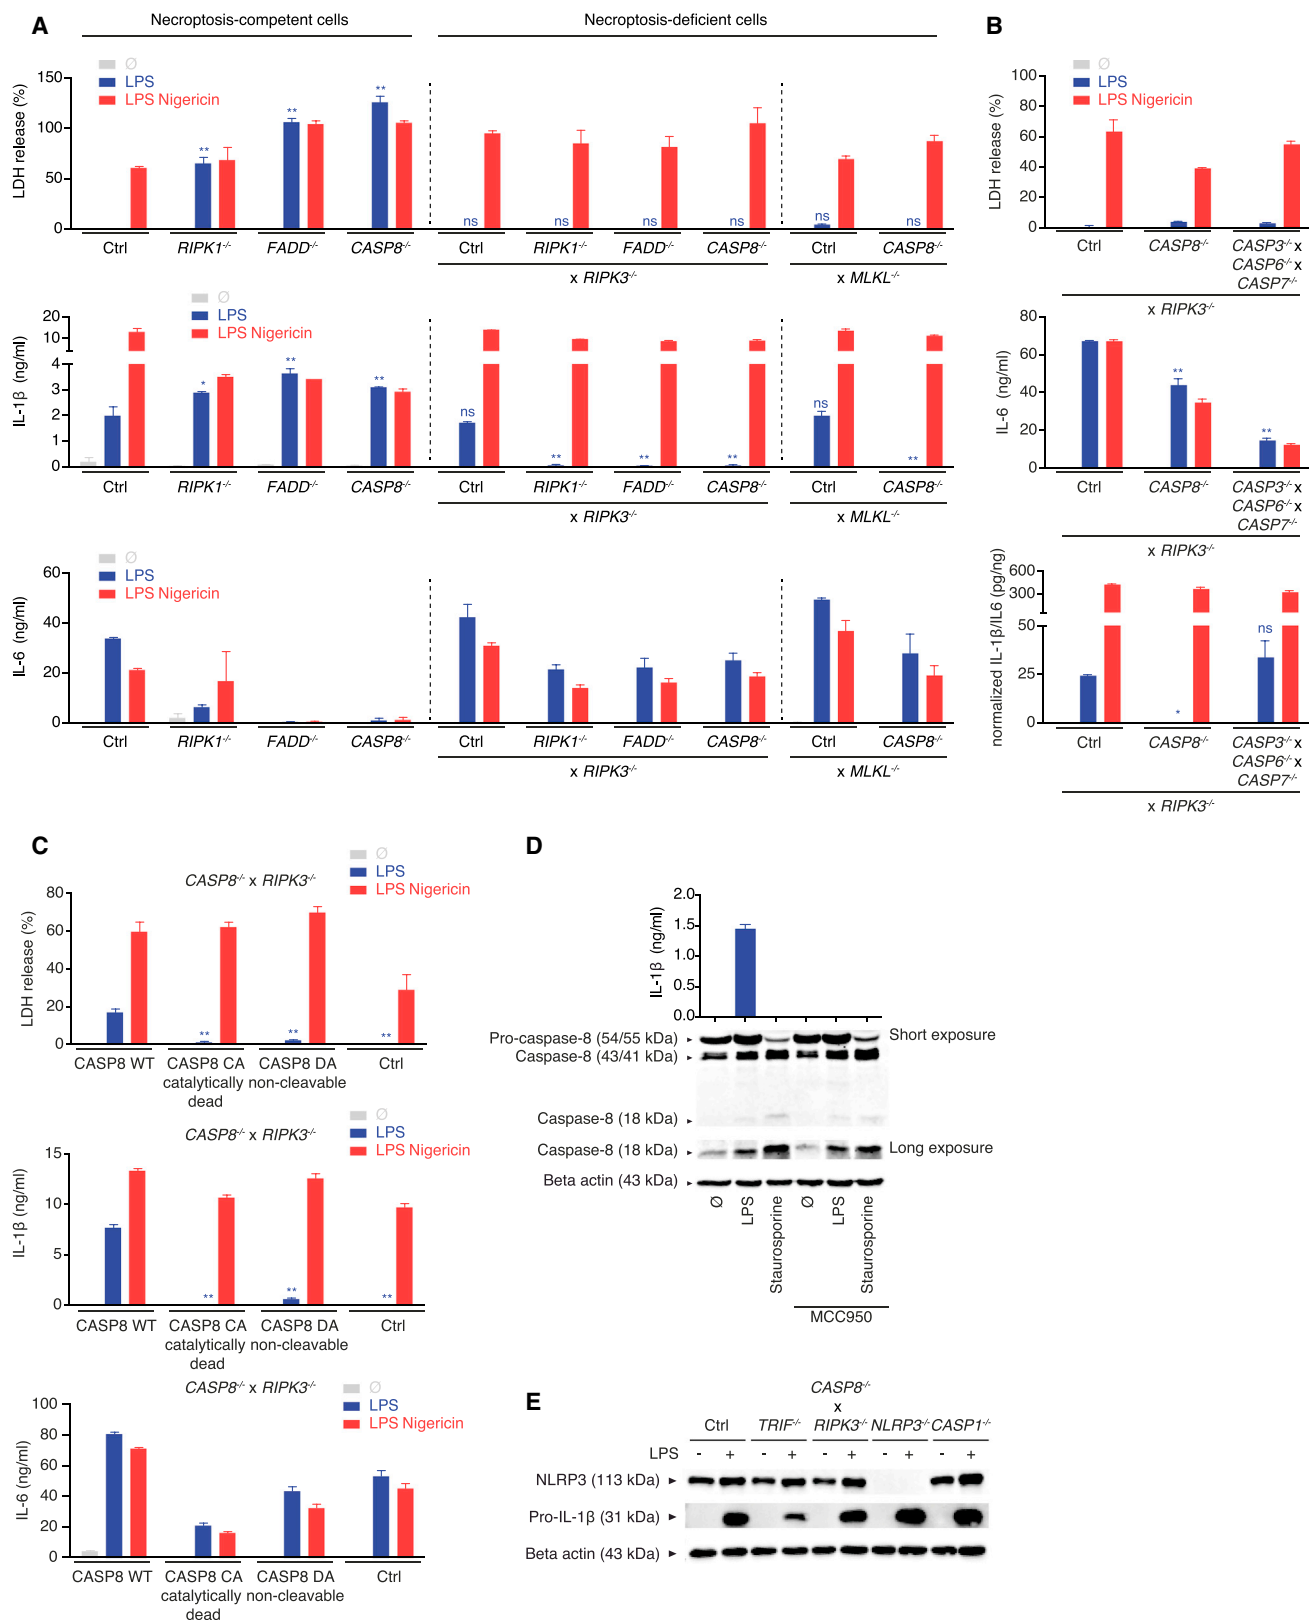 A
Necroptosis-competent cells
Necroptosis-deficient cells
Ø
LPS
LPS Nigericin
LDH release (%)
150
100
50
0
** ** ** ns ns ns ns ns ns
Ctrl RIPK1-/- FADD-/- CASP8-/- Ctrl RIPK1-/- FADD-/- CASP8-/- Ctrl CASP8-/-
x RIPK3-/- x MLKL-/-
Ø
LPS
LPS Nigericin
IL-1β (ng/ml)
20
10
4
3
2
1
0
* ** ** ns ** ** ** ns **
Ctrl RIPK1-/- FADD-/- CASP8-/- Ctrl RIPK1-/- FADD-/- CASP8-/- Ctrl CASP8-/-
x RIPK3-/- x MLKL-/-
Ø
LPS
LPS Nigericin
IL-6 (ng/ml)
60
40
20
0
Ctrl RIPK1-/- FADD-/- CASP8-/- Ctrl RIPK1-/- FADD-/- CASP8-/- Ctrl CASP8-/-
x RIPK3-/- x MLKL-/-
B
Ø
LPS
LPS Nigericin
LDH release (%)
100
80
60
40
20
0
Ctrl CASP8-/- CASP3-/- x
CASP6-/- x
CASP7-/-
x RIPK3-/-
IL-6 (ng/ml)
80
60
40
20
0
** **
Ctrl CASP8-/- CASP3-/- x
CASP6-/- x
CASP7-/-
x RIPK3-/-
normalized IL-1β/IL6 (pg/ng)
600
300
50
25
0
* ns
Ctrl CASP8-/- CASP3-/- x
CASP6-/- x
CASP7-/-
x RIPK3-/-
C
Ø
LPS
LPS Nigericin
CASP8-/- x RIPK3-/-
LDH release (%)
80
60
40
20
0
** ** **
CASP8 WT CASP8 CA CASP8 DA Ctrl
catalytically non-cleavable
dead
Ø
LPS
LPS Nigericin
CASP8-/- x RIPK3-/-
IL-1β (ng/ml)
15
10
5
0
** ** **
CASP8 WT CASP8 CA CASP8 DA Ctrl
catalytically non-cleavable
dead
CASP8-/- x RIPK3-/-
Ø
LPS
LPS Nigericin
IL-6 (ng/ml)
100
80
60
40
20
0
CASP8 WT CASP8 CA CASP8 DA Ctrl
catalytically non-cleavable
dead
D
IL-1β (ng/ml)
2.0
1.5
1.0
0.5
0.0
Pro-caspase-8 (54/55 kDa) Short exposure
Caspase-8 (43/41 kDa)
Caspase-8 (18 kDa)
Caspase-8 (18 kDa) Long exposure
Beta actin (43 kDa)
Ø LPS Staurosporine Ø LPS Staurosporine
MCC950
E
CASP8-/-
x
Ctrl TRIF-/- RIPK3-/- NLRP3-/- CASP1-/-
LPS - + - + - + - + - +
NLRP3 (113 kDa)
Pro-IL-1β (31 kDa)
Beta actin (43 kDa)